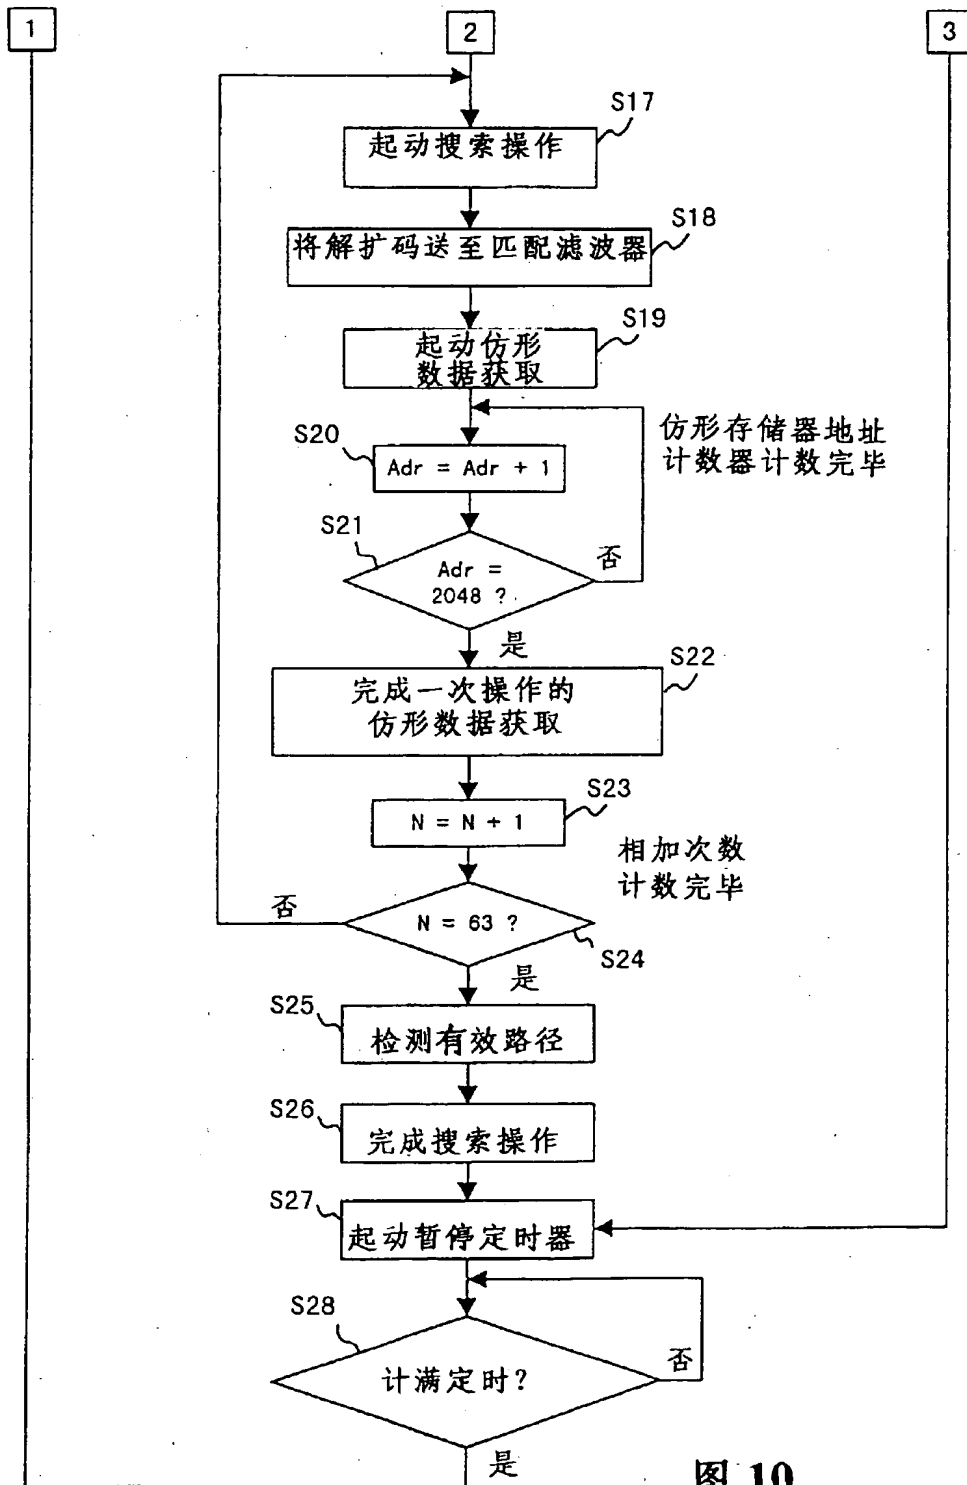 1
2
3
S17
起动搜索操作
S18
将解扩码送至匹配滤波器
S19
起动仿形
数据获取
仿形存储器地址
计数器计数完毕
S20
Adr = Adr + 1
S21
Adr =
2048 ?
否
是
S22
完成一次操作的
仿形数据获取
S23
N = N + 1
相加次数
计数完毕
否
N = 63 ?
S24
是
S25
检测有效路径
S26
完成搜索操作
S27
起动暂停定时器
S28
计满定时?
否
是
图 10